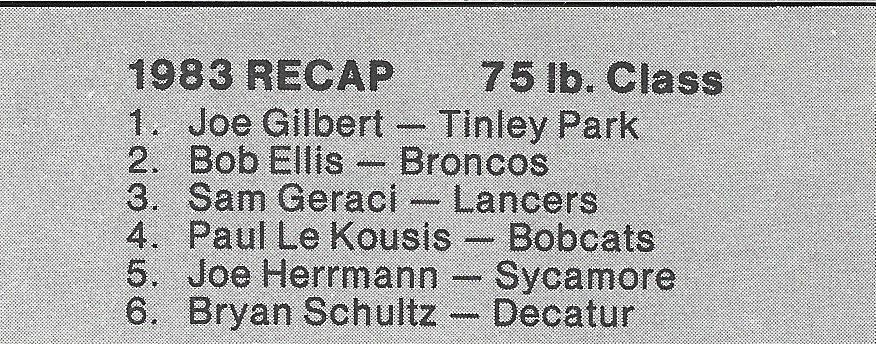 1983 RECAP 75 lb. Class
1. Joe Gilbert — Tinley Park
2. Bob Ellis — Broncos
3. Sam Geraci — Lancers
4. Paul Le Kousis — Bobcats
5. Joe Herrmann — Sycamore
6. Bryan Schultz — Decatur